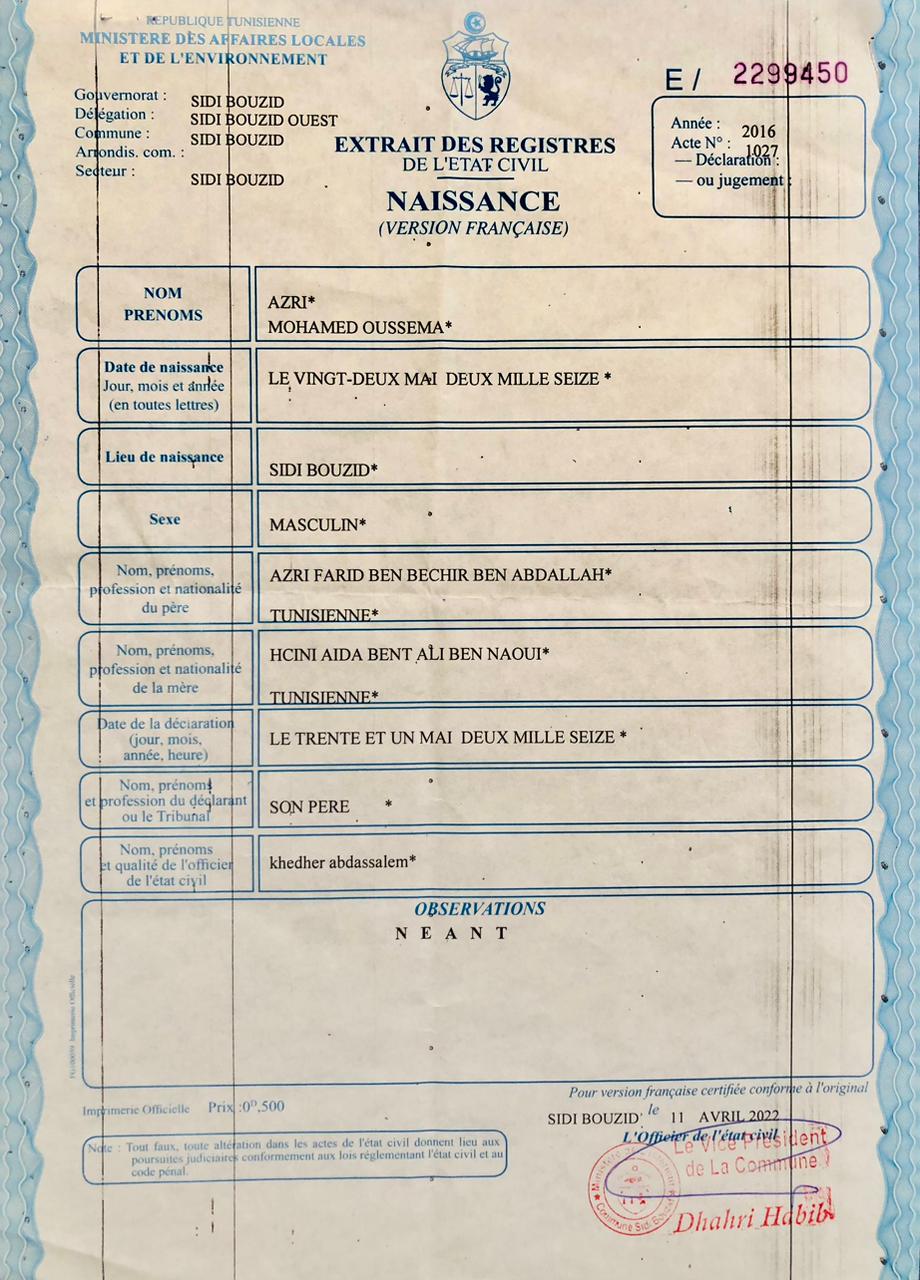 REPUBLIQUE TUNISIENNE
MINISTERE DES AFFAIRES LOCALES
ET DE L'ENVIRONNEMENT
Gouvernorat : SIDI BOUZID
Délégation : SIDI BOUZID OUEST
Commune : SIDI BOUZID
Arrondis. com. :
Secteur : SIDI BOUZID
EXTRAIT DES REGISTRES
DE L'ETAT CIVIL
NAISSANCE
(VERSION FRANÇAISE)
E / 2299450
Année : 2016
Acte N° : 1027
— Déclaration :
— ou jugement :
NOM
PRENOMS
AZRI*
MOHAMED OUSSEMA*
Date de naissance
Jour, mois et année
(en toutes lettres)
LE VINGT-DEUX MAI DEUX MILLE SEIZE *
Lieu de naissance
SIDI BOUZID*
Sexe
MASCULIN*
Nom, prénoms,
profession et nationalité
du père
AZRI FARID BEN BECHIR BEN ABDALLAH*
TUNISIENNE*
Nom, prénoms,
profession et nationalité
de la mère
HCINI AIDA BENT ALI BEN NAOUI*
TUNISIENNE*
Date de la déclaration
(jour, mois,
année, heure)
LE TRENTE ET UN MAI DEUX MILLE SEIZE *
Nom, prénoms
et profession du déclarant
ou le Tribunal
SON PERE *
Nom, prénoms
et qualité de l'officier
de l'état civil
khedher abdassalem*
OBSERVATIONS
N E A N T
Imprimerie Officielle
Pour version française certifiée conforme à l'original
Imprimerie Officielle Prix :0ᴰ,500
SIDI BOUZID, le 11 AVRIL 2022
L'Officier de l'état civil
Le Vice Président
de La Commune
Commune Sidi Bouzid
Dhahri Habib
Note : Tout faux, toute altération dans les actes de l'état civil donnent lieu aux
poursuites judiciaires conformement aux lois réglementant l'état civil et au
code pénal.